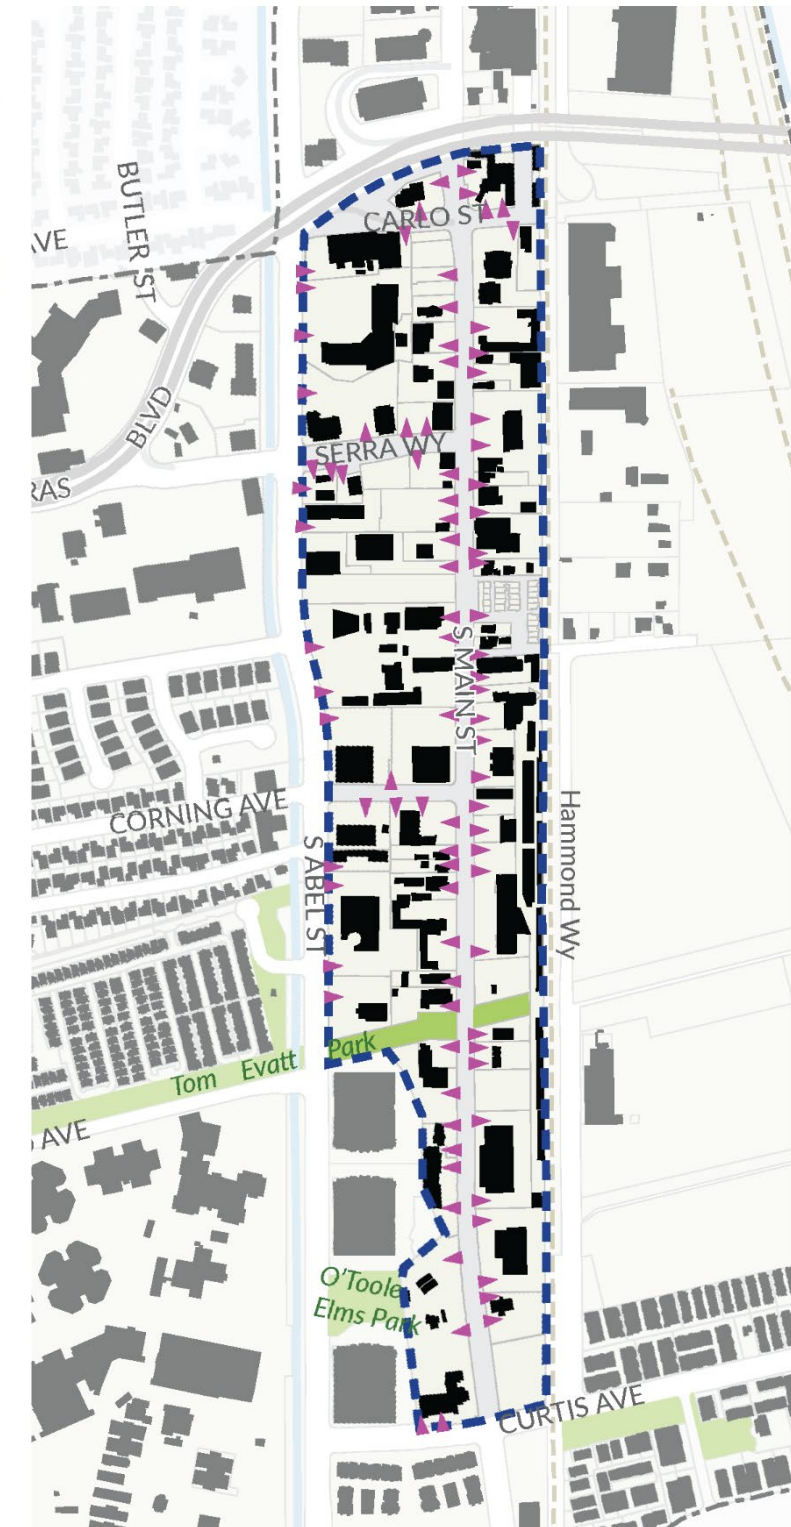 BUTLER ST
VE
CARLO ST
BLVD
RAS
SERRA WY
S MAIN ST
CORNING AVE
S ABEL ST
Hammond Wy
Tom Evatt Park
AVE
O'Toole
Elms Park
CURTIS AVE